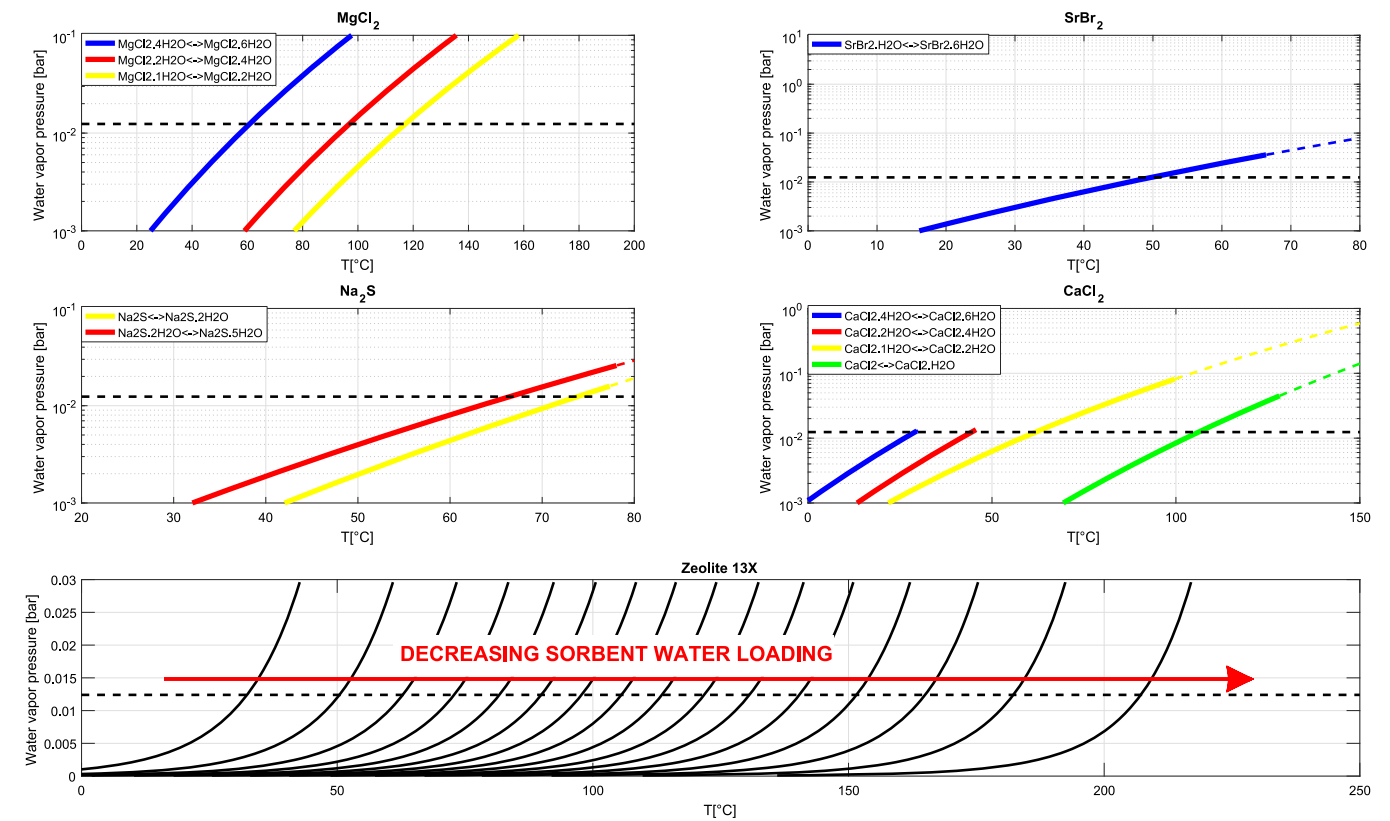 MgCl2
Water vapor pressure [bar]
10-1
10-2
10-3
MgCl2.4H2O<->MgCl2.6H2O
MgCl2.2H2O<->MgCl2.4H2O
MgCl2.1H2O<->MgCl2.2H2O
0 20 40 60 80 100 120 140 160 180 200
T[°C]
SrBr2
Water vapor pressure [bar]
101
100
10-1
10-2
10-3
SrBr2.H2O<->SrBr2.6H2O
0 10 20 30 40 50 60 70 80
T[°C]
Na2S
Water vapor pressure [bar]
10-1
10-2
10-3
Na2S<->Na2S.2H2O
Na2S.2H2O<->Na2S.5H2O
20 30 40 50 60 70 80
T[°C]
CaCl2
Water vapor pressure [bar]
100
10-1
10-2
10-3
CaCl2.4H2O<->CaCl2.6H2O
CaCl2.2H2O<->CaCl2.4H2O
CaCl2.1H2O<->CaCl2.2H2O
CaCl2<->CaCl2.H2O
0 50 100 150
T[°C]
Zeolite 13X
Water vapor pressure [bar]
0.03
0.025
0.02
0.015
0.01
0.005
0
DECREASING SORBENT WATER LOADING
0 50 100 150 200 250
T[°C]